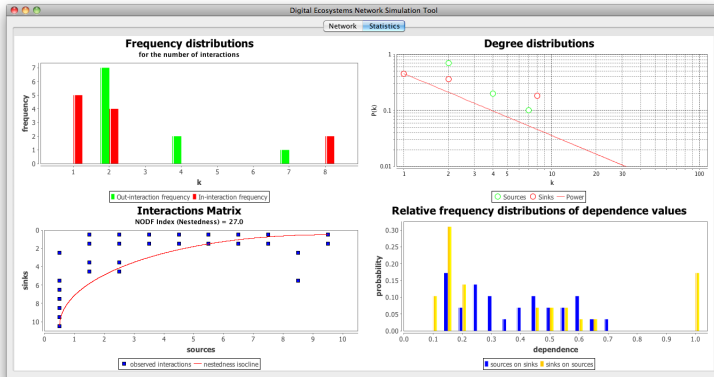 Digital Ecosystems Network Simulation Tool
Network Statistics
Frequency distributions
for the number of interactions
frequency
7
6
5
4
3
2
1
0
1 2 3 4 5 6 7 8
k
Out-interaction frequency In-interaction frequency
Degree distributions
P(k)
1
0.1
0.01
1 2 4 7 10 30 100
k
Sources Sinks Power
Interactions Matrix
NODF Index (Nestedness) = 27.0
sinks
0
2
4
6
8
10
0 1 2 3 4 5 6 7 8 9 10
sources
observed interactions nestedness isocline
Relative frequency distributions of dependence values
probability
0.30
0.25
0.20
0.15
0.10
0.05
0.00
0.0 0.1 0.2 0.3 0.4 0.5 0.6 0.7 0.8 0.9 1.0
dependence
sources on sinks sinks on sources